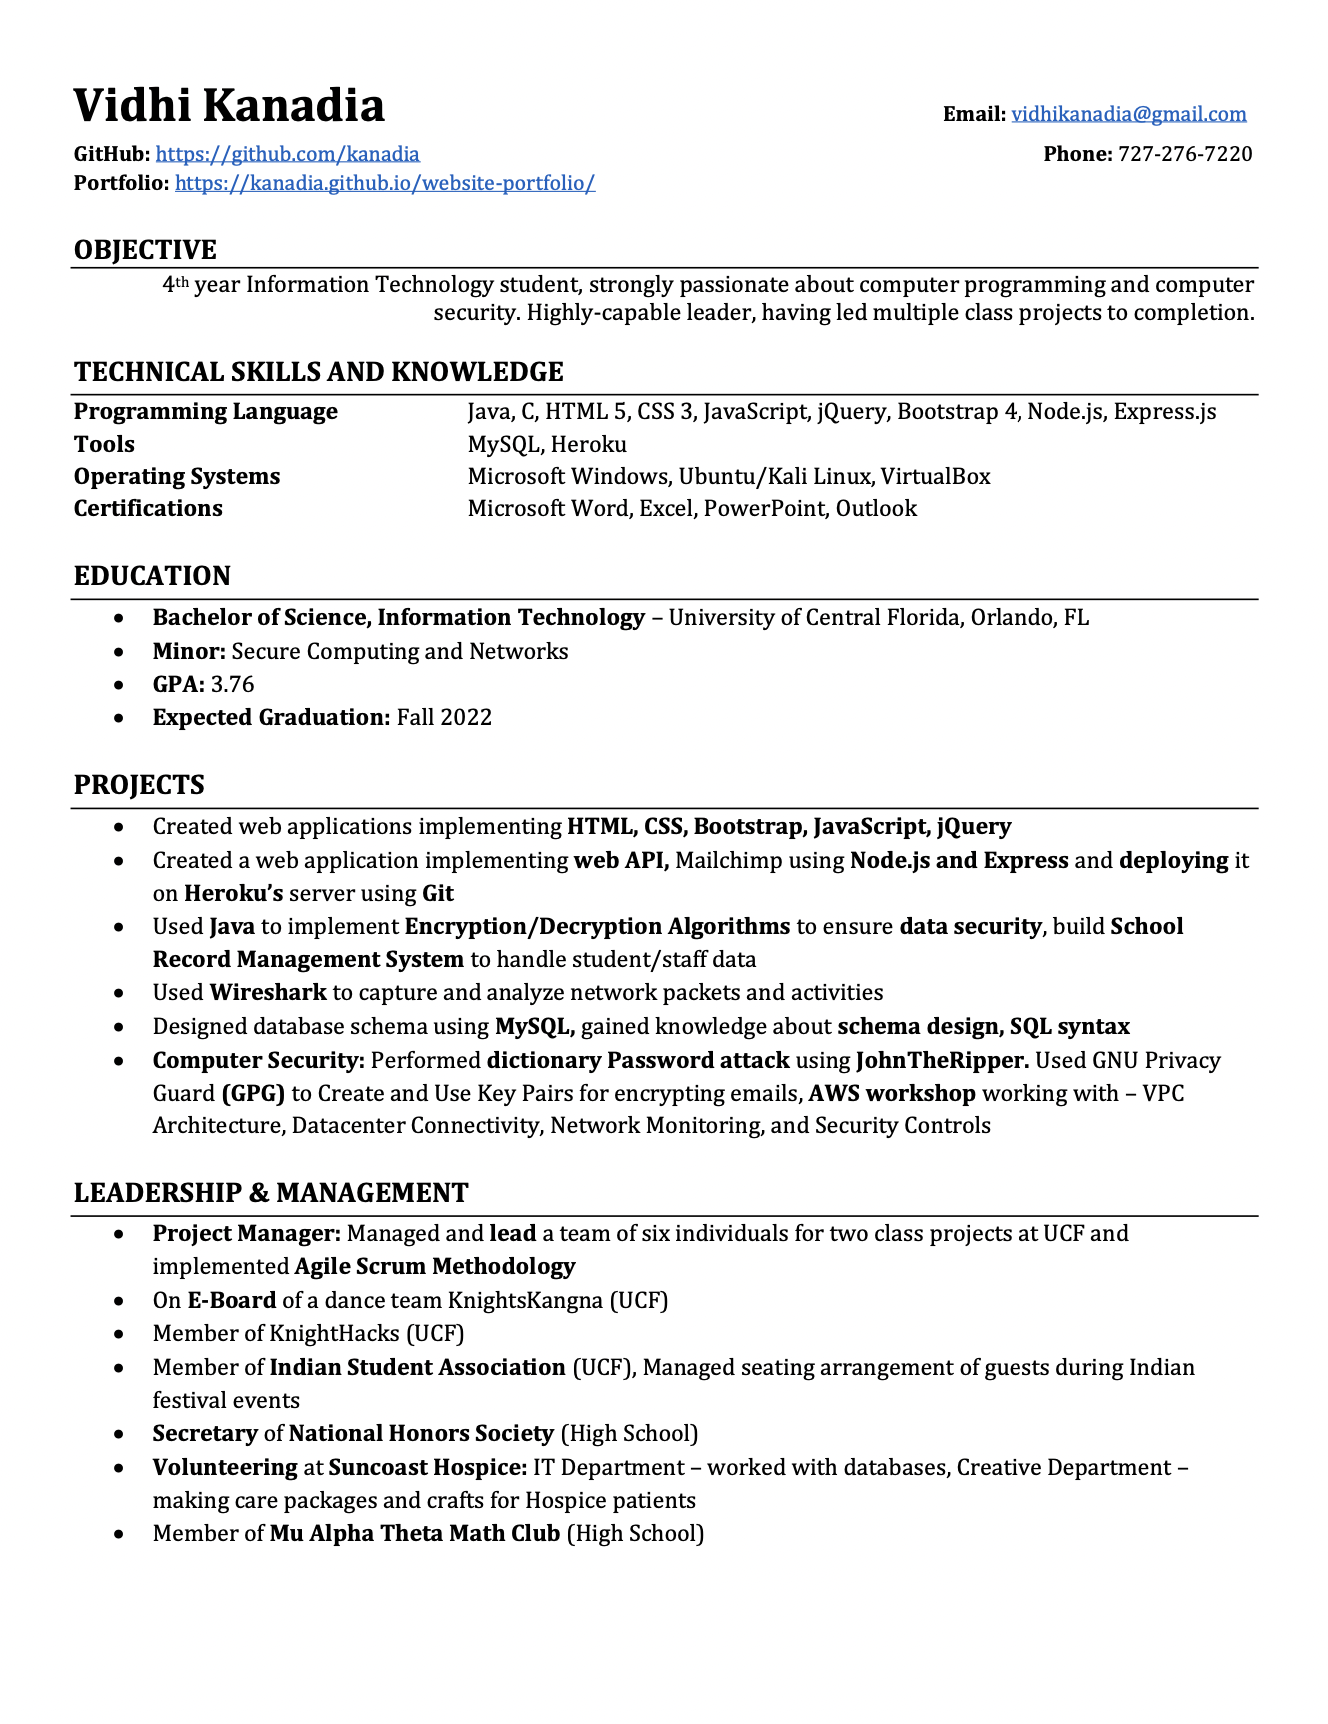 Vidhi Kanadia Email: vidhikanadia@gmail.com
GitHub: https://github.com/kanadia Phone: 727-276-7220
Portfolio: https://kanadia.github.io/website-portfolio/
OBJECTIVE
4th year Information Technology student, strongly passionate about computer programming and computer
security. Highly-capable leader, having led multiple class projects to completion.
TECHNICAL SKILLS AND KNOWLEDGE
Programming Language Java, C, HTML 5, CSS 3, JavaScript, jQuery, Bootstrap 4, Node.js, Express.js
Tools MySQL, Heroku
Operating Systems Microsoft Windows, Ubuntu/Kali Linux, VirtualBox
Certifications Microsoft Word, Excel, PowerPoint, Outlook
EDUCATION
• Bachelor of Science, Information Technology – University of Central Florida, Orlando, FL
• Minor: Secure Computing and Networks
• GPA: 3.76
• Expected Graduation: Fall 2022
PROJECTS
• Created web applications implementing HTML, CSS, Bootstrap, JavaScript, jQuery
• Created a web application implementing web API, Mailchimp using Node.js and Express and deploying it
on Heroku’s server using Git
• Used Java to implement Encryption/Decryption Algorithms to ensure data security, build School
Record Management System to handle student/staff data
• Used Wireshark to capture and analyze network packets and activities
• Designed database schema using MySQL, gained knowledge about schema design, SQL syntax
• Computer Security: Performed dictionary Password attack using JohnTheRipper. Used GNU Privacy
Guard (GPG) to Create and Use Key Pairs for encrypting emails, AWS workshop working with – VPC
Architecture, Datacenter Connectivity, Network Monitoring, and Security Controls
LEADERSHIP & MANAGEMENT
• Project Manager: Managed and lead a team of six individuals for two class projects at UCF and
implemented Agile Scrum Methodology
• On E-Board of a dance team KnightsKangna (UCF)
• Member of KnightHacks (UCF)
• Member of Indian Student Association (UCF), Managed seating arrangement of guests during Indian
festival events
• Secretary of National Honors Society (High School)
• Volunteering at Suncoast Hospice: IT Department – worked with databases, Creative Department –
making care packages and crafts for Hospice patients
• Member of Mu Alpha Theta Math Club (High School)